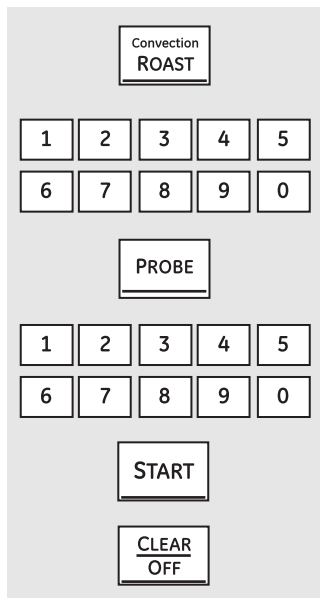 Convection
ROAST
1 2 3 4 5
6 7 8 9 0
PROBE
1 2 3 4 5
6 7 8 9 0
START
CLEAR
OFF